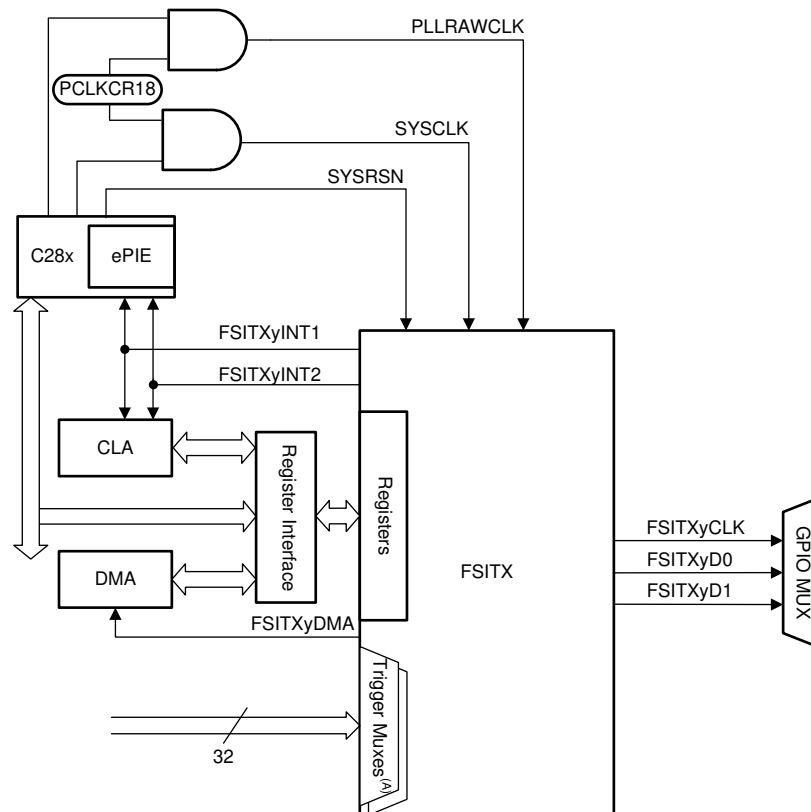 PLLRAWCLK
PCLKCR18
SYSCLK
SYSRSN
C28x
ePIE
FSITXyINT1
FSITXyINT2
CLA
Register Interface
Registers
FSITX
FSITXyCLK
FSITXyD0
FSITXyD1
GPIO MUX
DMA
FSITXyDMA
Trigger Muxes(A)
32